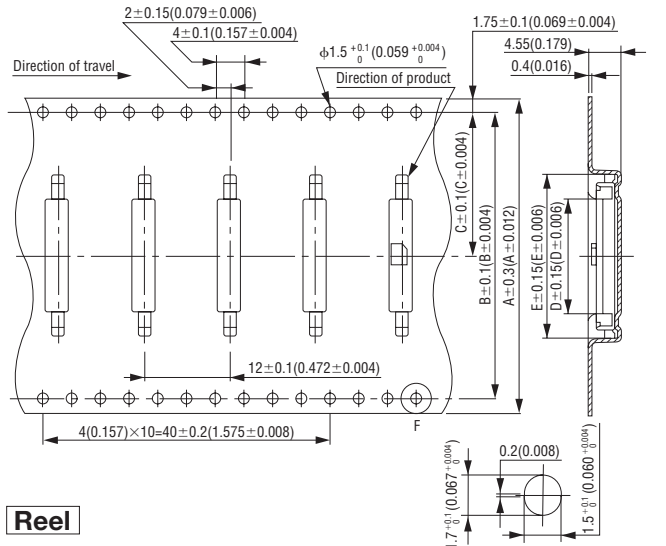 2±0.15(0.079±0.006)
4±0.1(0.157±0.004)
1.75±0.1(0.069±0.004)
4.55(0.179)
0.4(0.016)
ϕ1.5 +0.1 0 (0.059 +0.004 0)
Direction of travel
Direction of product
C±0.1(C±0.004)
B±0.1(B±0.004)
A±0.3(A±0.012)
E±0.15(E±0.006)
D±0.15(D±0.006)
12±0.1(0.472±0.004)
4(0.157)×10=40±0.2(1.575±0.008)
F
0.2(0.008)
1.7 +0.1 0 (0.067 +0.004 0)
1.5 +0.1 0 (0.060 +0.004 0)
Reel